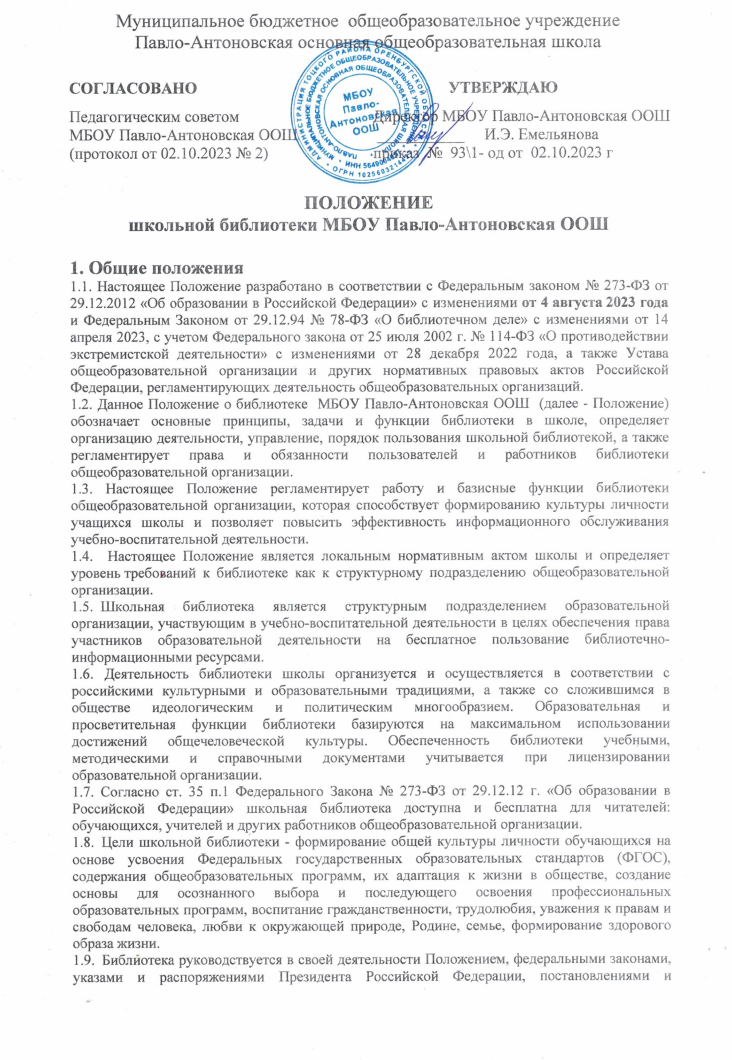 Муниципальное бюджетное общеобразовательное учреждение
Павло-Антоновская основная общеобразовательная школа
СОГЛАСОВАНО
УТВЕРЖДАЮ
Педагогическим советом
Директор МБОУ Павло-Антоновская ООШ
МБОУ Павло-Антоновская ООШ
И.Э. Емельянова
(протокол от 02.10.2023 № 2)
приказ № 93\1- од от 02.10.2023 г
МБОУ
Павло-
Антоновская
ООШ
ПОЛОЖЕНИЕ
школьной библиотеки МБОУ Павло-Антоновская ООШ
1. Общие положения
1.1. Настоящее Положение разработано в соответствии с Федеральным законом № 273-ФЗ от
29.12.2012 «Об образовании в Российской Федерации» с изменениями от 4 августа 2023 года
и Федеральным Законом от 29.12.94 № 78-ФЗ «О библиотечном деле» с изменениями от 14
апреля 2023, с учетом Федерального закона от 25 июля 2002 г. № 114-ФЗ «О противодействии
экстремистской деятельности» с изменениями от 28 декабря 2022 года, а также Устава
общеобразовательной организации и других нормативных правовых актов Российской
Федерации, регламентирующих деятельность общеобразовательных организаций.
1.2. Данное Положение о библиотеке МБОУ Павло-Антоновская ООШ (далее - Положение)
обозначает основные принципы, задачи и функции библиотеки в школе, определяет
организацию деятельности, управление, порядок пользования школьной библиотекой, а также
регламентирует права и обязанности пользователей и работников библиотеки
общеобразовательной организации.
1.3. Настоящее Положение регламентирует работу и базисные функции библиотеки
общеобразовательной организации, которая способствует формированию культуры личности
учащихся школы и позволяет повысить эффективность информационного обслуживания
учебно-воспитательной деятельности.
1.4. Настоящее Положение является локальным нормативным актом школы и определяет
уровень требований к библиотеке как к структурному подразделению общеобразовательной
организации.
1.5. Школьная библиотека является структурным подразделением образовательной
организации, участвующим в учебно-воспитательной деятельности в целях обеспечения права
участников образовательной деятельности на бесплатное пользование библиотечно-
информационными ресурсами.
1.6. Деятельность библиотеки школы организуется и осуществляется в соответствии с
российскими культурными и образовательными традициями, а также со сложившимся в
обществе идеологическим и политическим многообразием. Образовательная и
просветительная функции библиотеки базируются на максимальном использовании
достижений общечеловеческой культуры. Обеспеченность библиотеки учебными,
методическими и справочными документами учитывается при лицензировании
образовательной организации.
1.7. Согласно ст. 35 п.1 Федерального Закона № 273-ФЗ от 29.12.12 г. «Об образовании в
Российской Федерации» школьная библиотека доступна и бесплатна для читателей:
обучающихся, учителей и других работников общеобразовательной организации.
1.8. Цели школьной библиотеки - формирование общей культуры личности обучающихся на
основе усвоения Федеральных государственных образовательных стандартов (ФГОС),
содержания общеобразовательных программ, их адаптация к жизни в обществе, создание
основы для осознанного выбора и последующего освоения профессиональных
образовательных программ, воспитание гражданственности, трудолюбия, уважения к правам и
свободам человека, любви к окружающей природе, Родине, семье, формирование здорового
образа жизни.
1.9. Библиотека руководствуется в своей деятельности Положением, федеральными законами,
указами и распоряжениями Президента Российской Федерации, постановлениями и